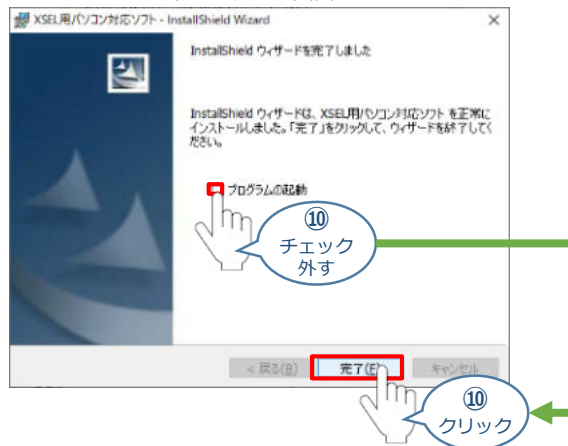 XSEL用パソコン対応ソフト - InstallShield Wizard
InstallShield ウィザードを完了しました
InstallShield ウィザードは、XSEL用パソコン対応ソフト を正常に
インストールしました。「完了」をクリックして、ウィザードを終了してく
ださい。
プログラムの起動
⑩
チェック
外す
< 戻る(B)
完了(F)
キャンセル
⑩
クリック